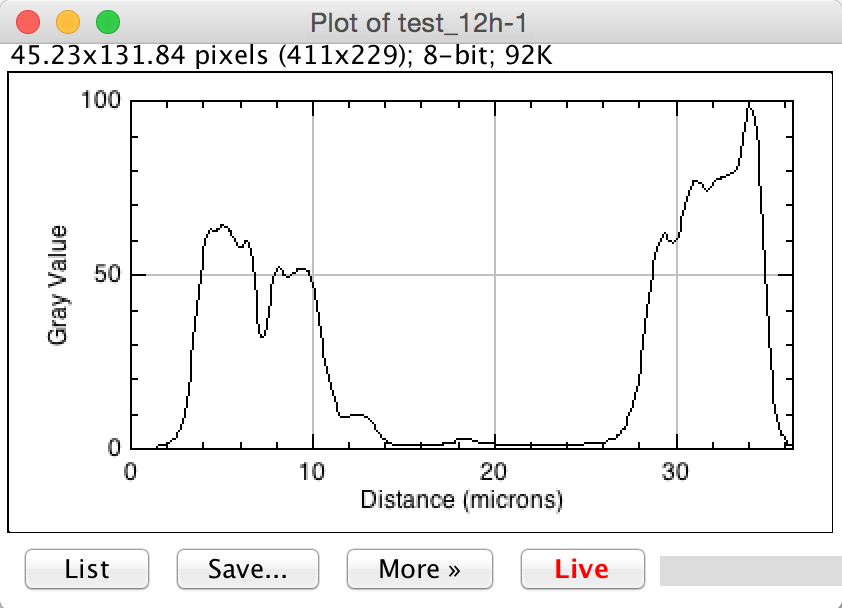 Plot of test_12h-1
45.23x131.84 pixels (411x229); 8-bit; 92K
100
50
0
Gray Value
0 10 20 30
Distance (microns)
List Save... More » Live